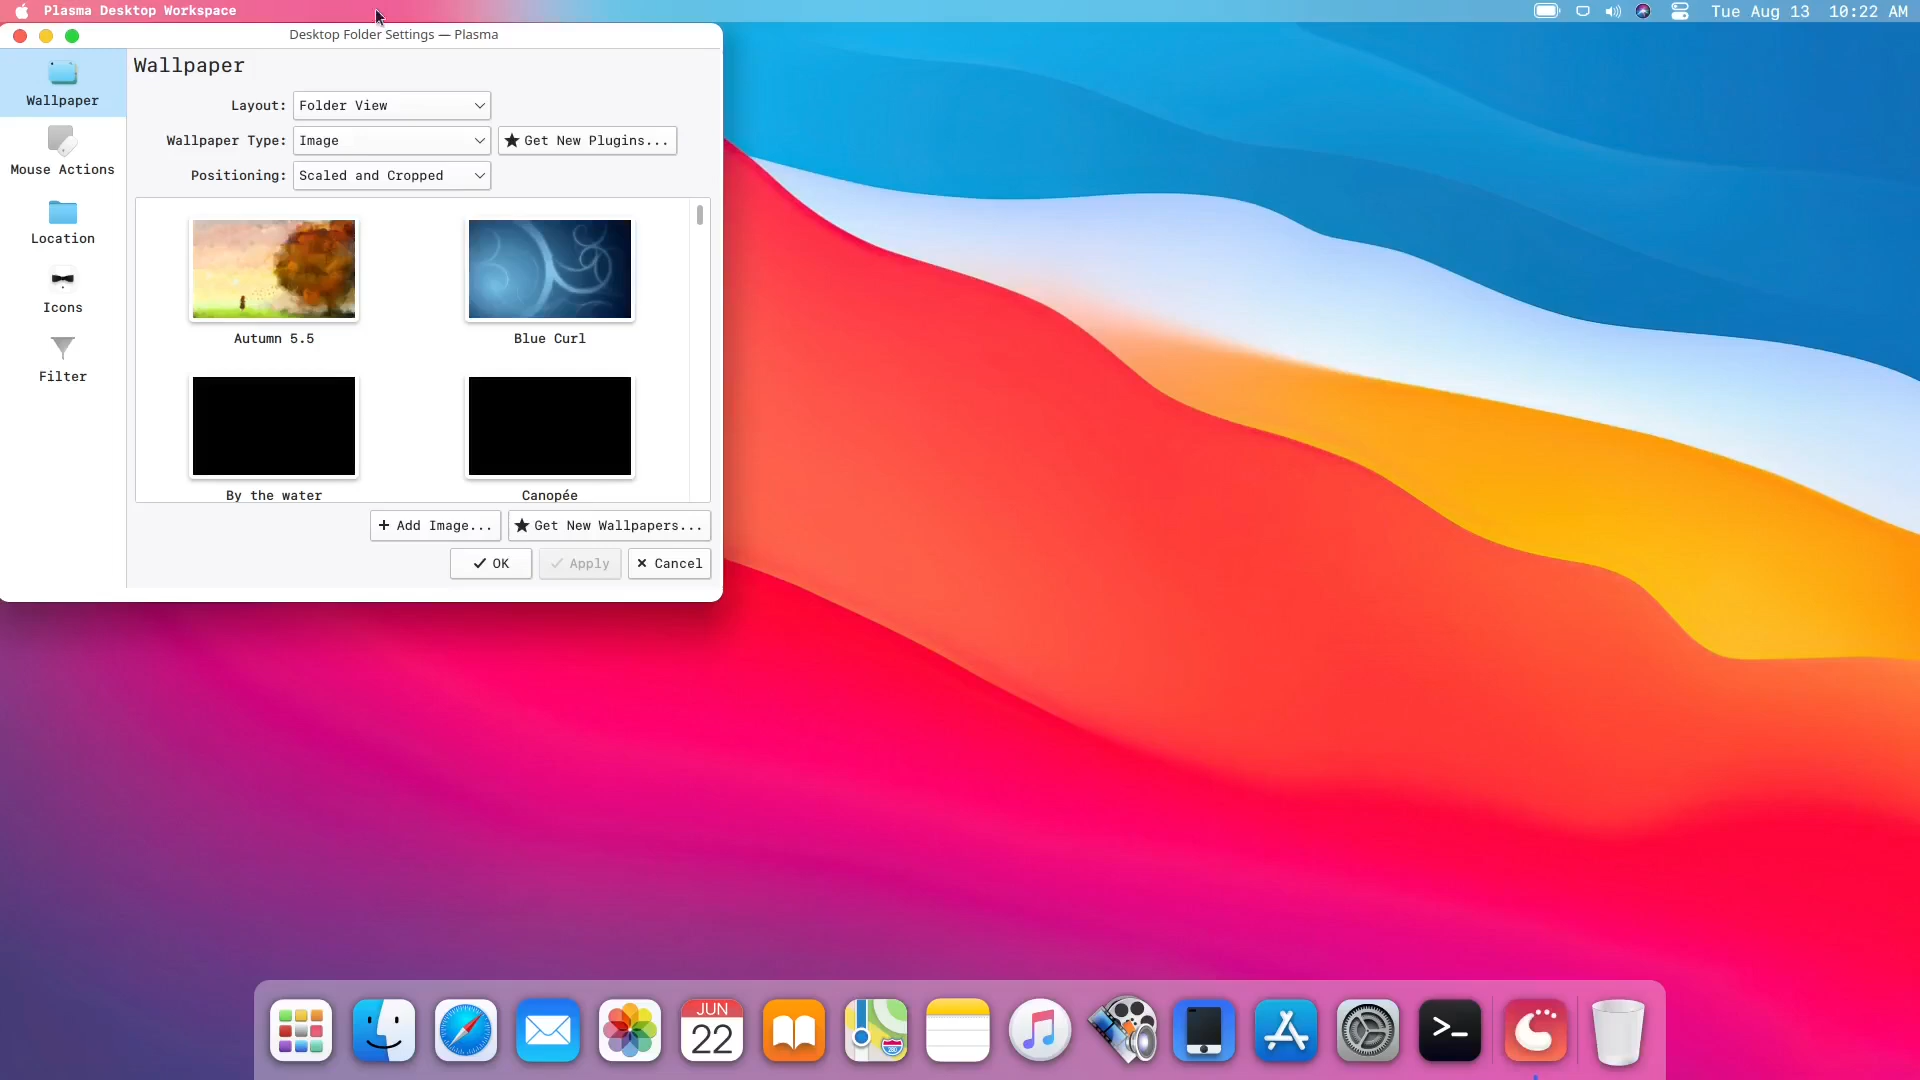 Plasma Desktop Workspace
Tue Aug 13 10:22 AM
Desktop Folder Settings — Plasma
Wallpaper
Wallpaper
Layout: Folder View
Wallpaper Type: Image Get New Plugins...
Positioning: Scaled and Cropped
Mouse Actions
Location
Icons
Filter
Autumn 5.5 Blue Curl
By the water Canopée
Add Image... Get New Wallpapers...
OK Apply Cancel
JUN
22
280